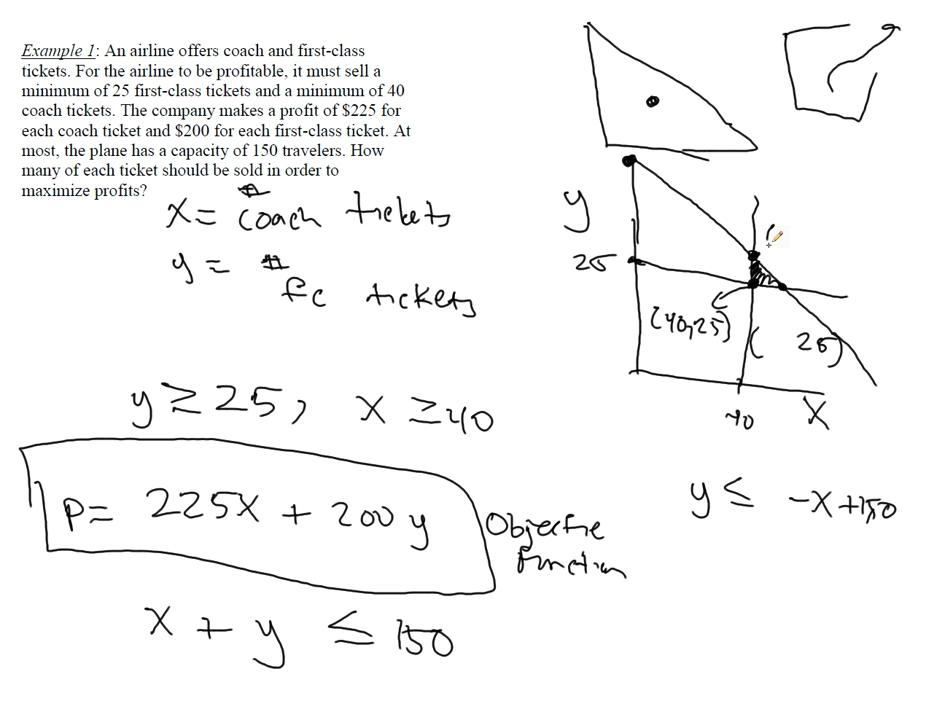 Example 1: An airline offers coach and first-class
tickets. For the airline to be profitable, it must sell a
minimum of 25 first-class tickets and a minimum of 40
coach tickets. The company makes a profit of $225 for
each coach ticket and $200 for each first-class ticket. At
most, the plane has a capacity of 150 travelers. How
many of each ticket should be sold in order to
maximize profits?
x = # coach tickets
y = # fc tickets
y ≥ 25, x ≥ 40
P = 225x + 200y
Objective
function
x + y ≤ 150
y
25
(40,25)
( 25)
40
x
y ≤ -x+150